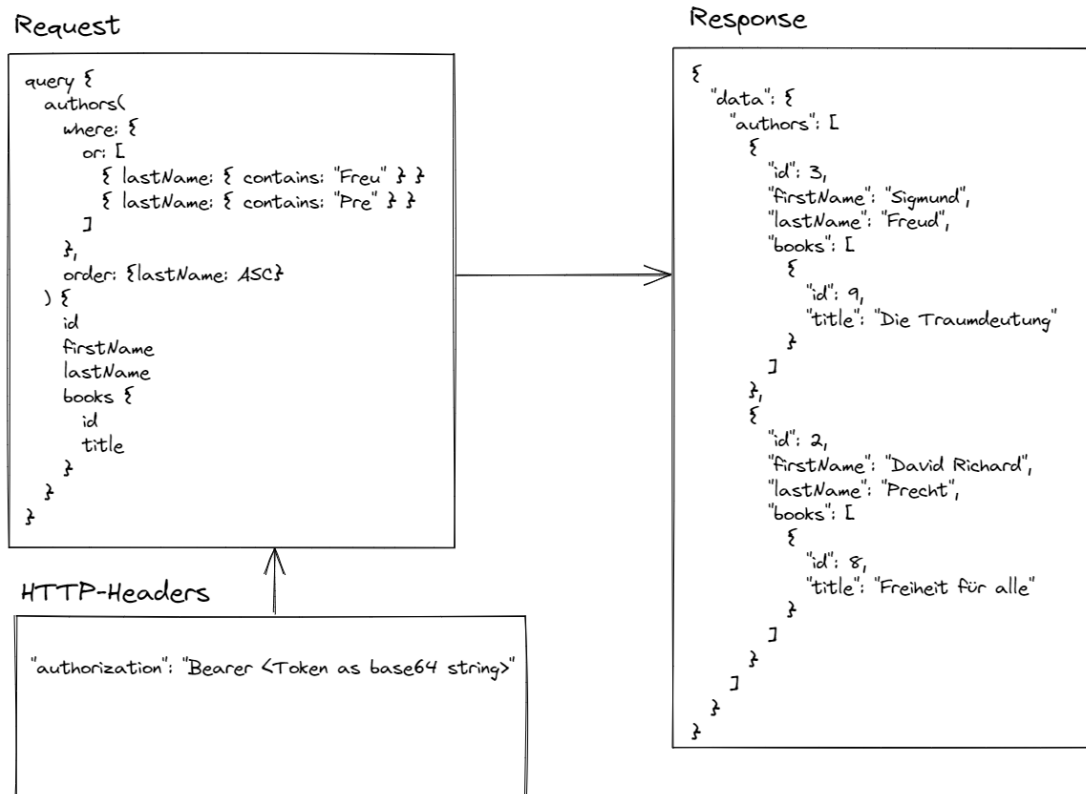 Request
query {
  authors(
    where: {
      or: [
        { lastName: { contains: "Freu" } }
        { lastName: { contains: "Pre" } }
      ]
    },
    order: {lastName: ASC}
  ) {
    id
    firstName
    lastName
    books {
      id
      title
    }
  }
}
HTTP-Headers
"authorization": "Bearer <Token as base64 string>"
Response
{
  "data": {
    "authors": [
      {
        "id": 3,
        "firstName": "Sigmund",
        "lastName": "Freud",
        "books": [
          {
            "id": 9,
            "title": "Die Traumdeutung"
          }
        ]
      },
      {
        "id": 2,
        "firstName": "David Richard",
        "lastName": "Precht",
        "books": [
          {
            "id": 8,
            "title": "Freiheit für alle"
          }
        ]
      }
    ]
  }
}